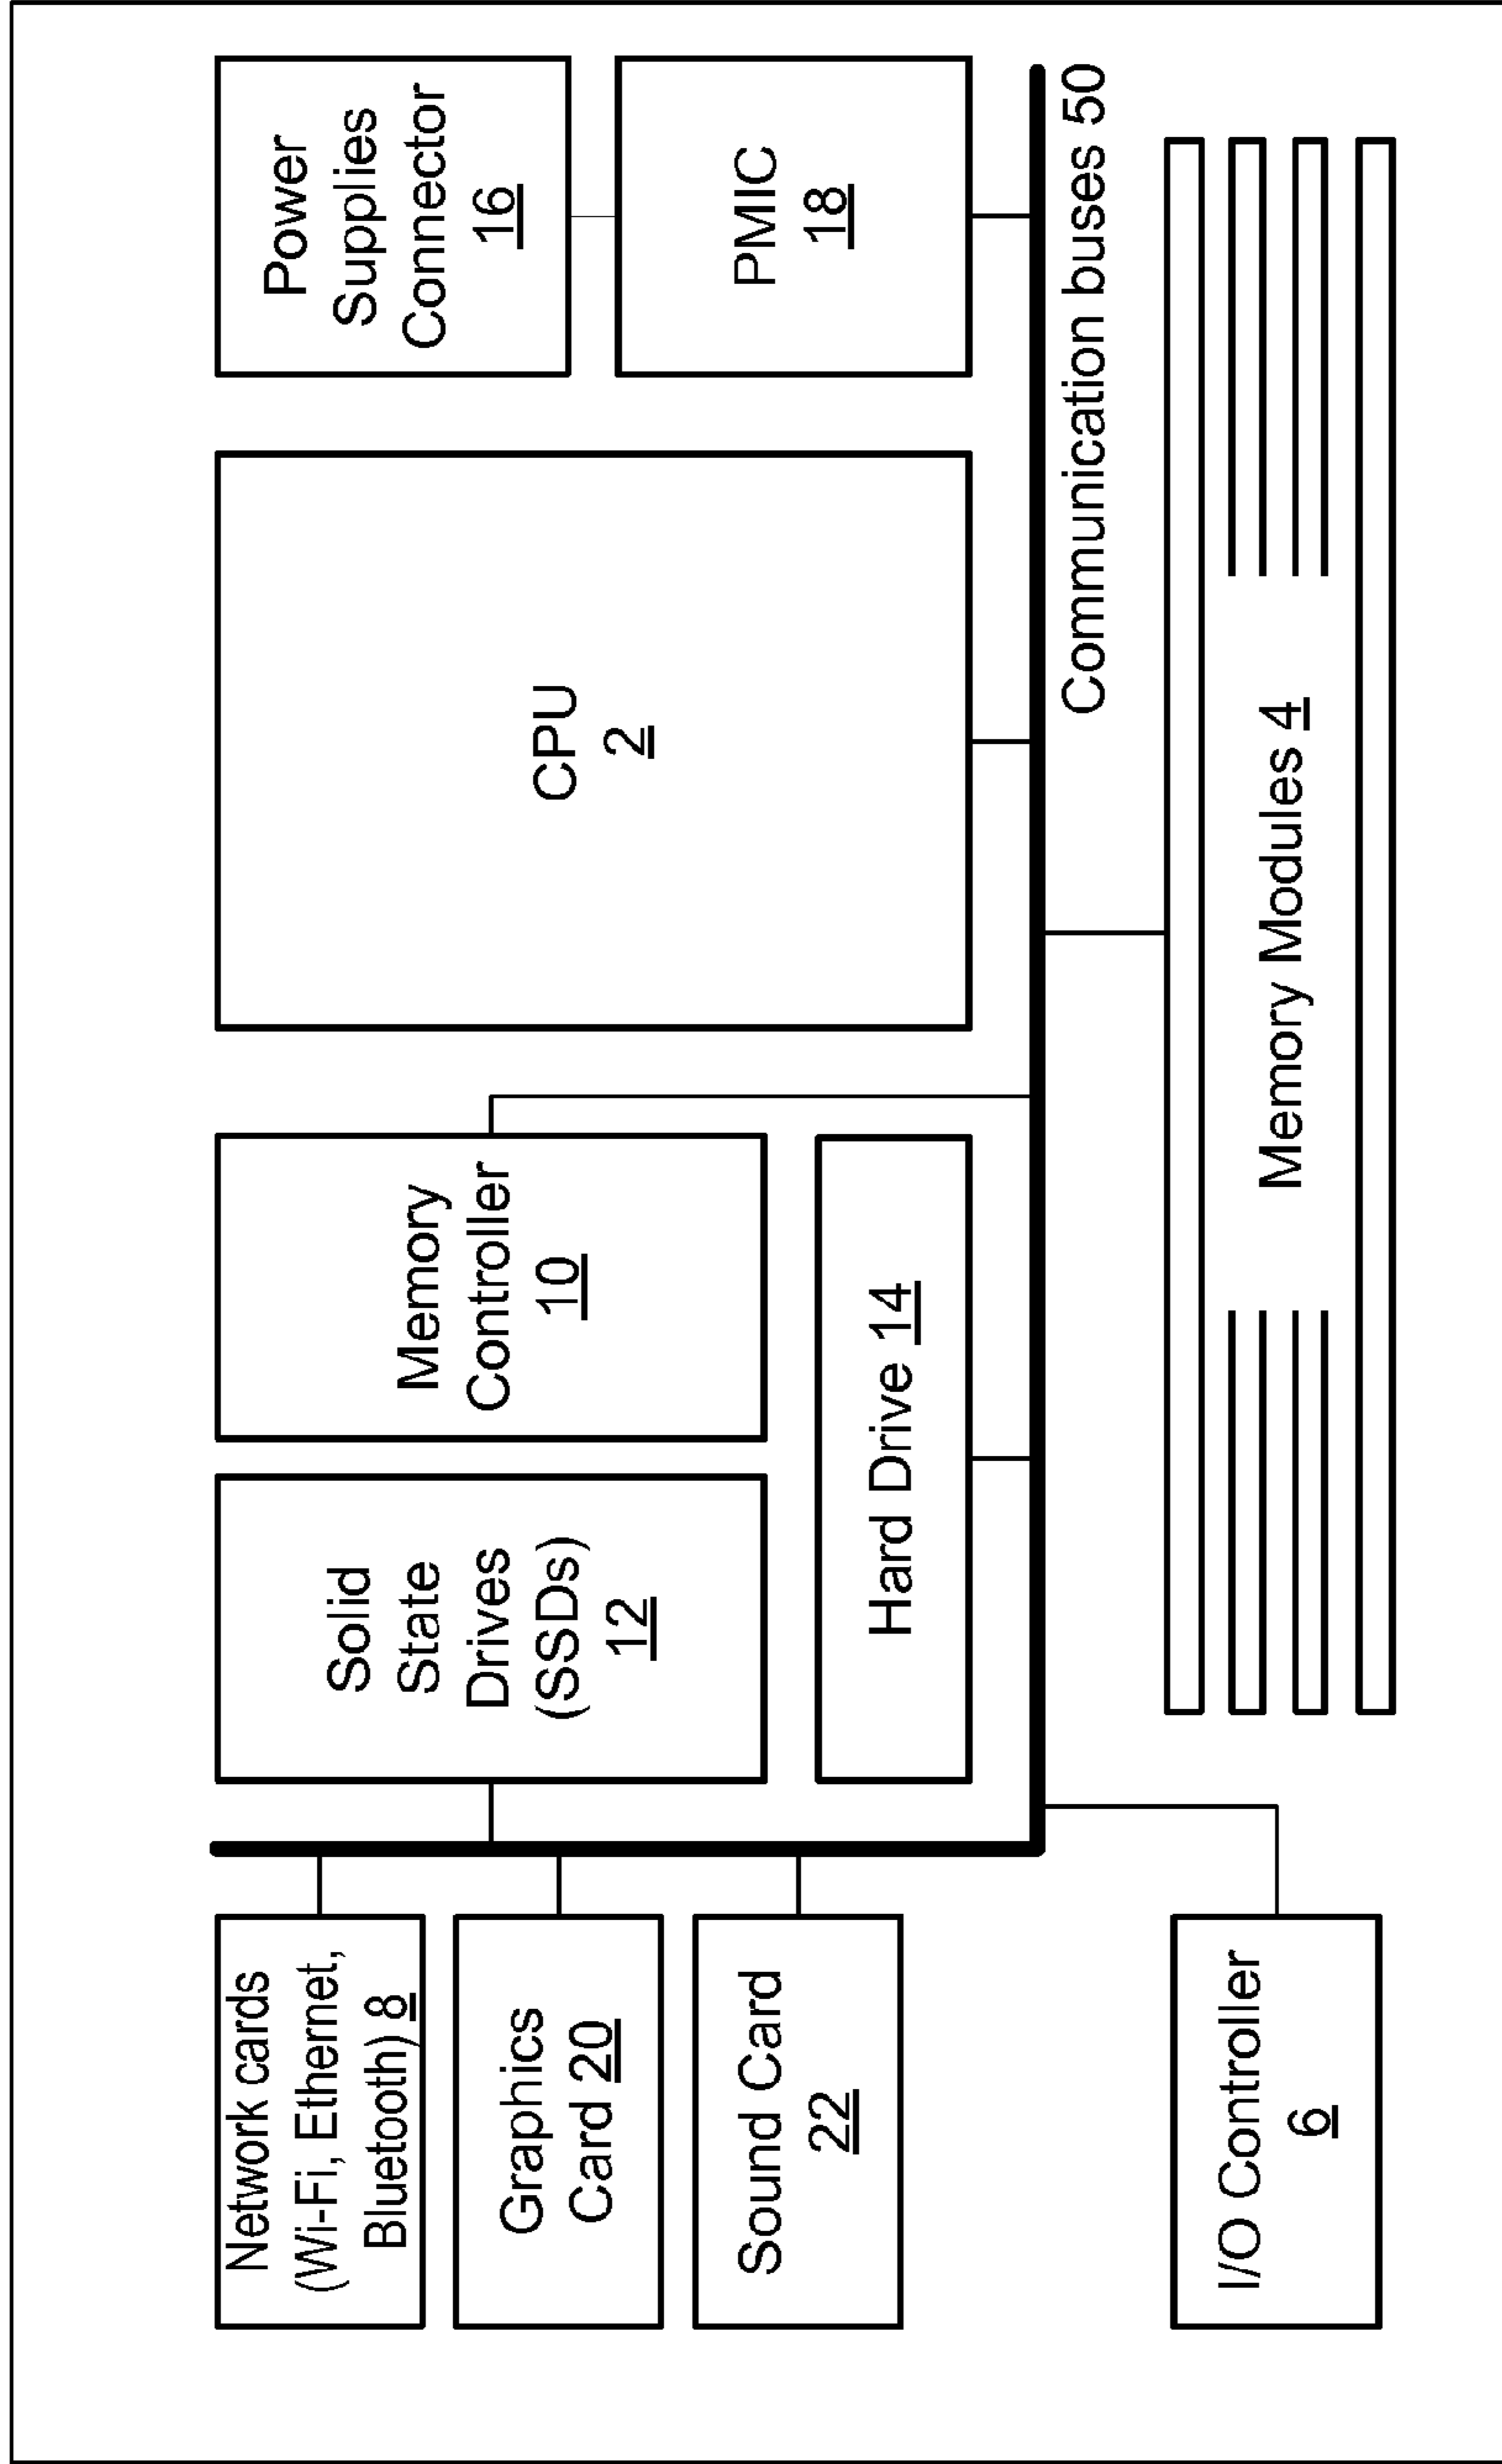 Network cards
(Wi-Fi, Ethernet,
Bluetooth) 8
Graphics
Card 20
Sound Card
22
I/O Controller
6
Solid
State
Drives
(SSDs)
12
Memory
Controller
10
Hard Drive 14
CPU
2
Power
Supplies
Connector
16
PMIC
18
Communication buses 50
Memory Modules 4